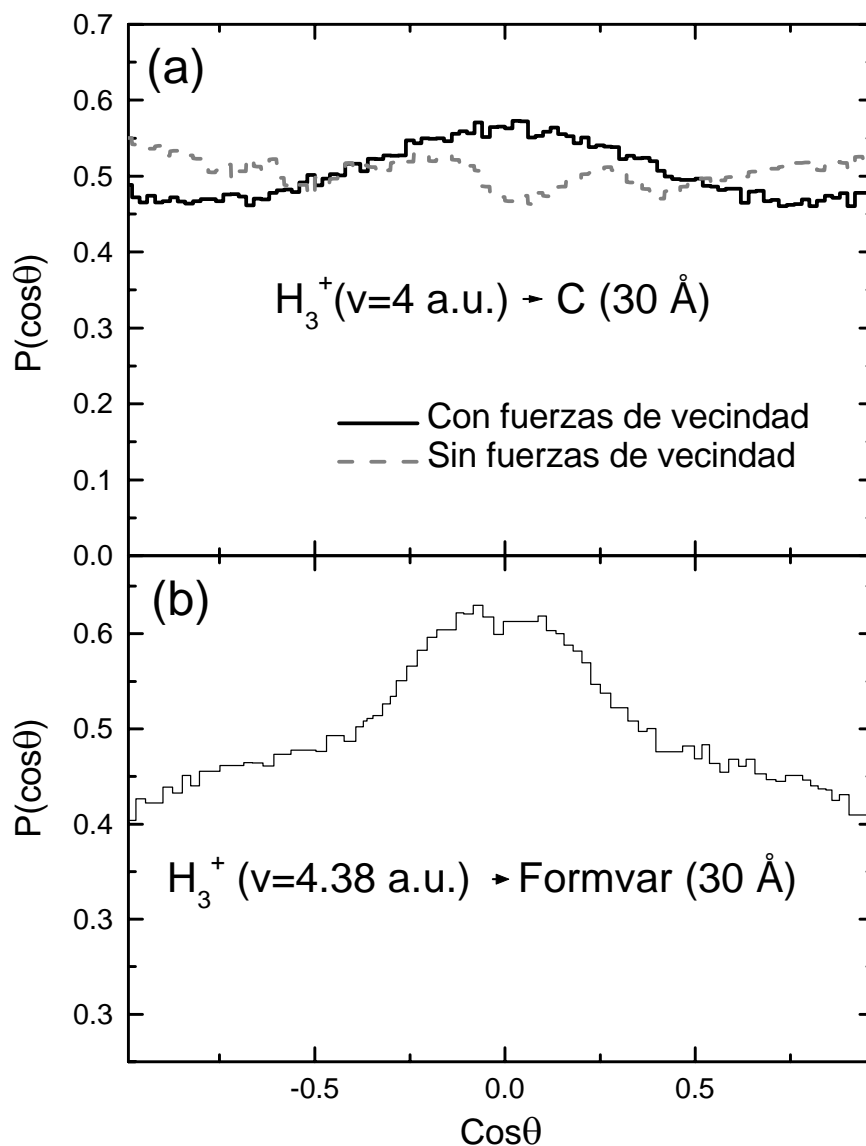 0.7
(a)
0.6
0.5
0.4
0.3
0.2
0.1
0.0
P(cosθ)
H3+(v=4 a.u.) → C (30 Å)
Con fuerzas de vecindad
Sin fuerzas de vecindad
(b)
0.6
0.5
0.4
0.3
0.3
P(cosθ)
H3+ (v=4.38 a.u.) → Formvar (30 Å)
-0.5 0.0 0.5
Cosθ